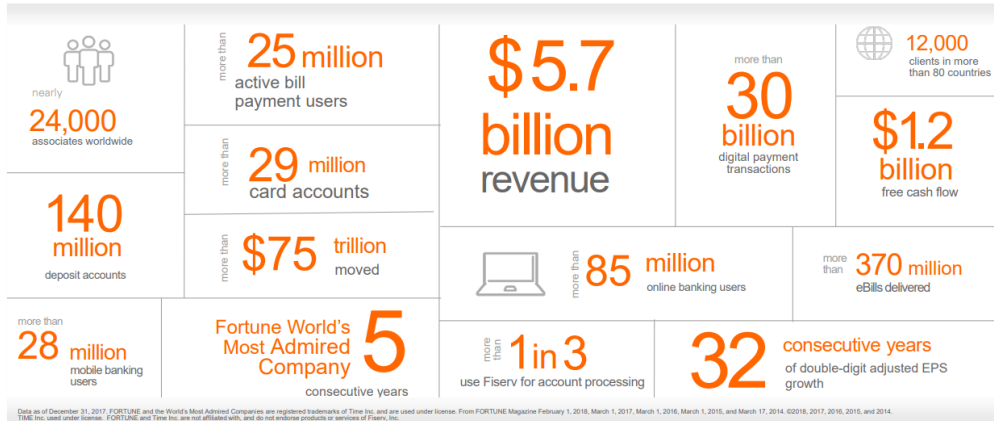 nearly
24,000
associates worldwide
more than
25 million
active bill
payment users
more than
29 million
card accounts
more than
$75 trillion
moved
140
million
deposit accounts
$5.7
billion
revenue
more than
30
billion
digital payment
transactions
12,000
clients in more
than 80 countries
$1.2
billion
free cash flow
more than
85 million
online banking users
more
than
370 million
eBills delivered
more than
28 million
mobile banking
users
Fortune World's
Most Admired
Company
5
consecutive years
more
than
1 in 3
use Fiserv for account processing
32 consecutive years
of double-digit adjusted EPS
growth
Data as of December 31, 2017. FORTUNE and the World's Most Admired Companies are registered trademarks of Time Inc. and are used under license. From FORTUNE Magazine February 1, 2018, March 1, 2017, March 1, 2016, March 1, 2015, and March 17, 2014. ©2018, 2017, 2016, 2015, and 2014.
TIME Inc. used under license. FORTUNE and Time Inc. are not affiliated with, and do not endorse products or services of Fiserv, Inc.